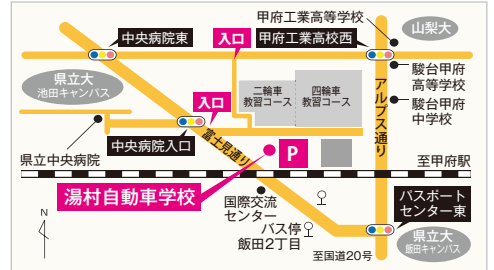 甲府工業高等学校
中央病院東
入口
甲府工業高校西
山梨大
県立大
池田キャンパス
二輪車
教習コース
四輪車
教習コース
駿台甲府
高等学校
駿台甲府
中学校
入口
アルプス通り
中央病院入口
富士見通り
県立中央病院
P
至甲府駅
湯村自動車学校
国際交流
センター
パスポート
センター東
N
バス停
飯田2丁目
県立大
飯田キャンパス
至国道20号